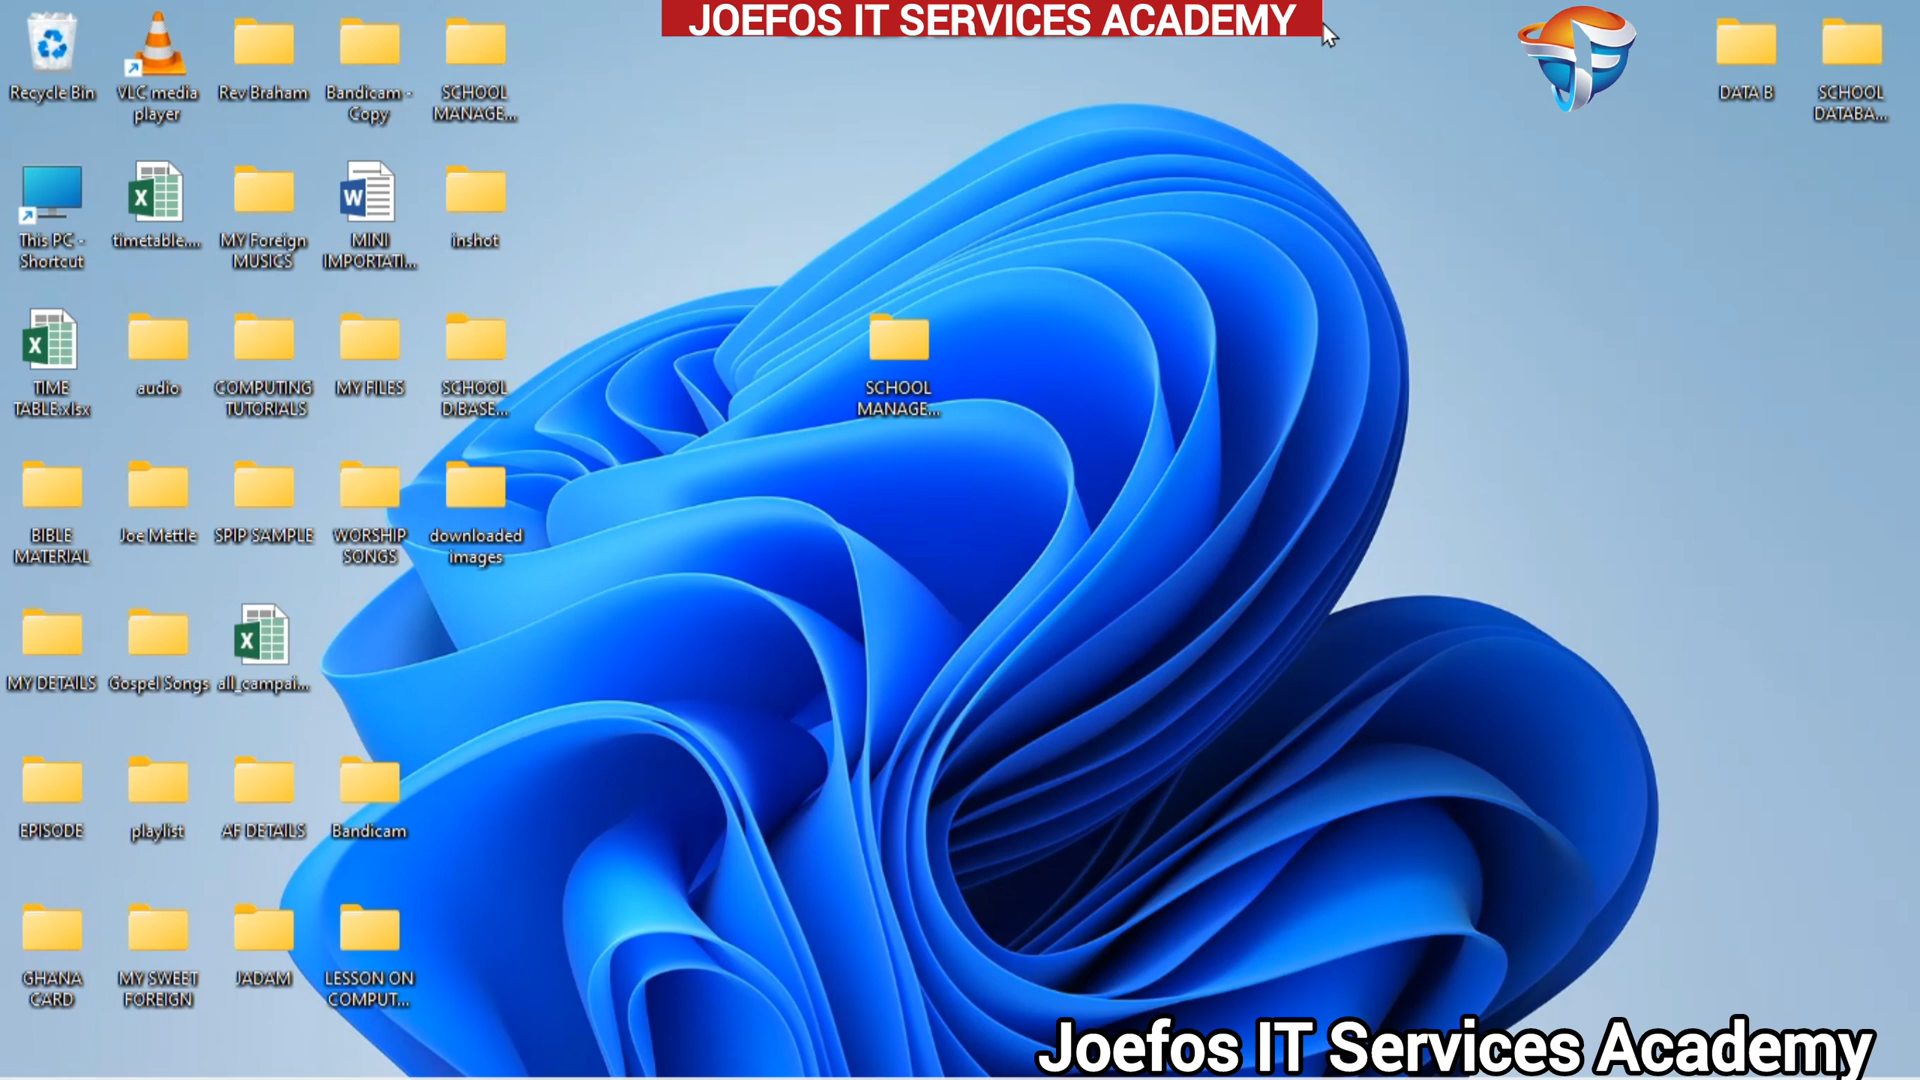 JOEFOS IT SERVICES ACADEMY
Recycle Bin
VLC media
player
Rev Braham
Bandicam -
Copy
SCHOOL
MANAGE...
DATA B
SCHOOL
DATABA...
This PC -
Shortcut
timetable....
MY Foreign
MUSICS
MINI
IMPORTATI...
inshot
TIME
TABLE.xlsx
audio
COMPUTING
TUTORIALS
MY FILES
SCHOOL
D.BASE...
SCHOOL
MANAGE...
BIBLE
MATERIAL
Joe Mettle
SPIP SAMPLE
WORSHIP
SONGS
downloaded
images
MY DETAILS
Gospel Songs
all_campai...
EPISODE
playlist
AF DETAILS
Bandicam
GHANA
CARD
MY SWEET
FOREIGN
JADAM
LESSON ON
COMPUT...
Joefos IT Services Academy